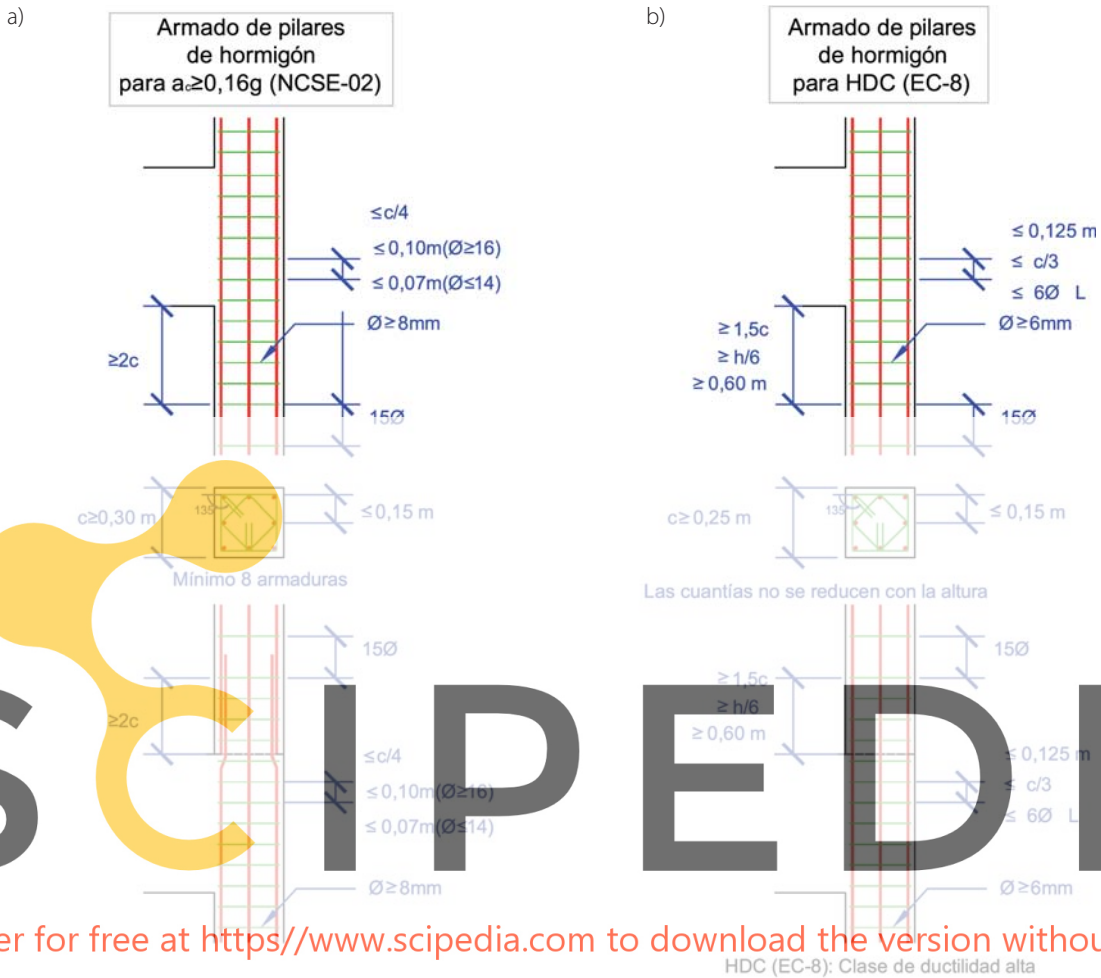 a)
Armado de pilares
de hormigón
para a꜀≥0,16g (NCSE-02)
≤c/4
≤0,10m(Ø≥16)
≤0,07m(Ø≤14)
Ø≥8mm
≥2c
15Ø
c≥0,30 m
135
≤0,15 m
Mínimo 8 armaduras
15Ø
≥2c
≤c/4
≤0,10m(Ø≥16)
≤0,07m(Ø≤14)
Ø≥8mm
b)
Armado de pilares
de hormigón
para HDC (EC-8)
≤ 0,125 m
≤ c/3
≤ 6Ø L
Ø≥6mm
≥1,5c
≥ h/6
≥ 0,60 m
15Ø
c≥0,25 m
135
≤0,15 m
Las cuantías no se reducen con la altura
15Ø
≥1,5c
≥ h/6
≥ 0,60 m
≤ 0,125 m
≤ c/3
≤ 6Ø L
Ø≥6mm
SCIPEDI
er for free at https//www.scipedia.com to download the version withou
HDC (EC-8): Clase de ductilidad alta